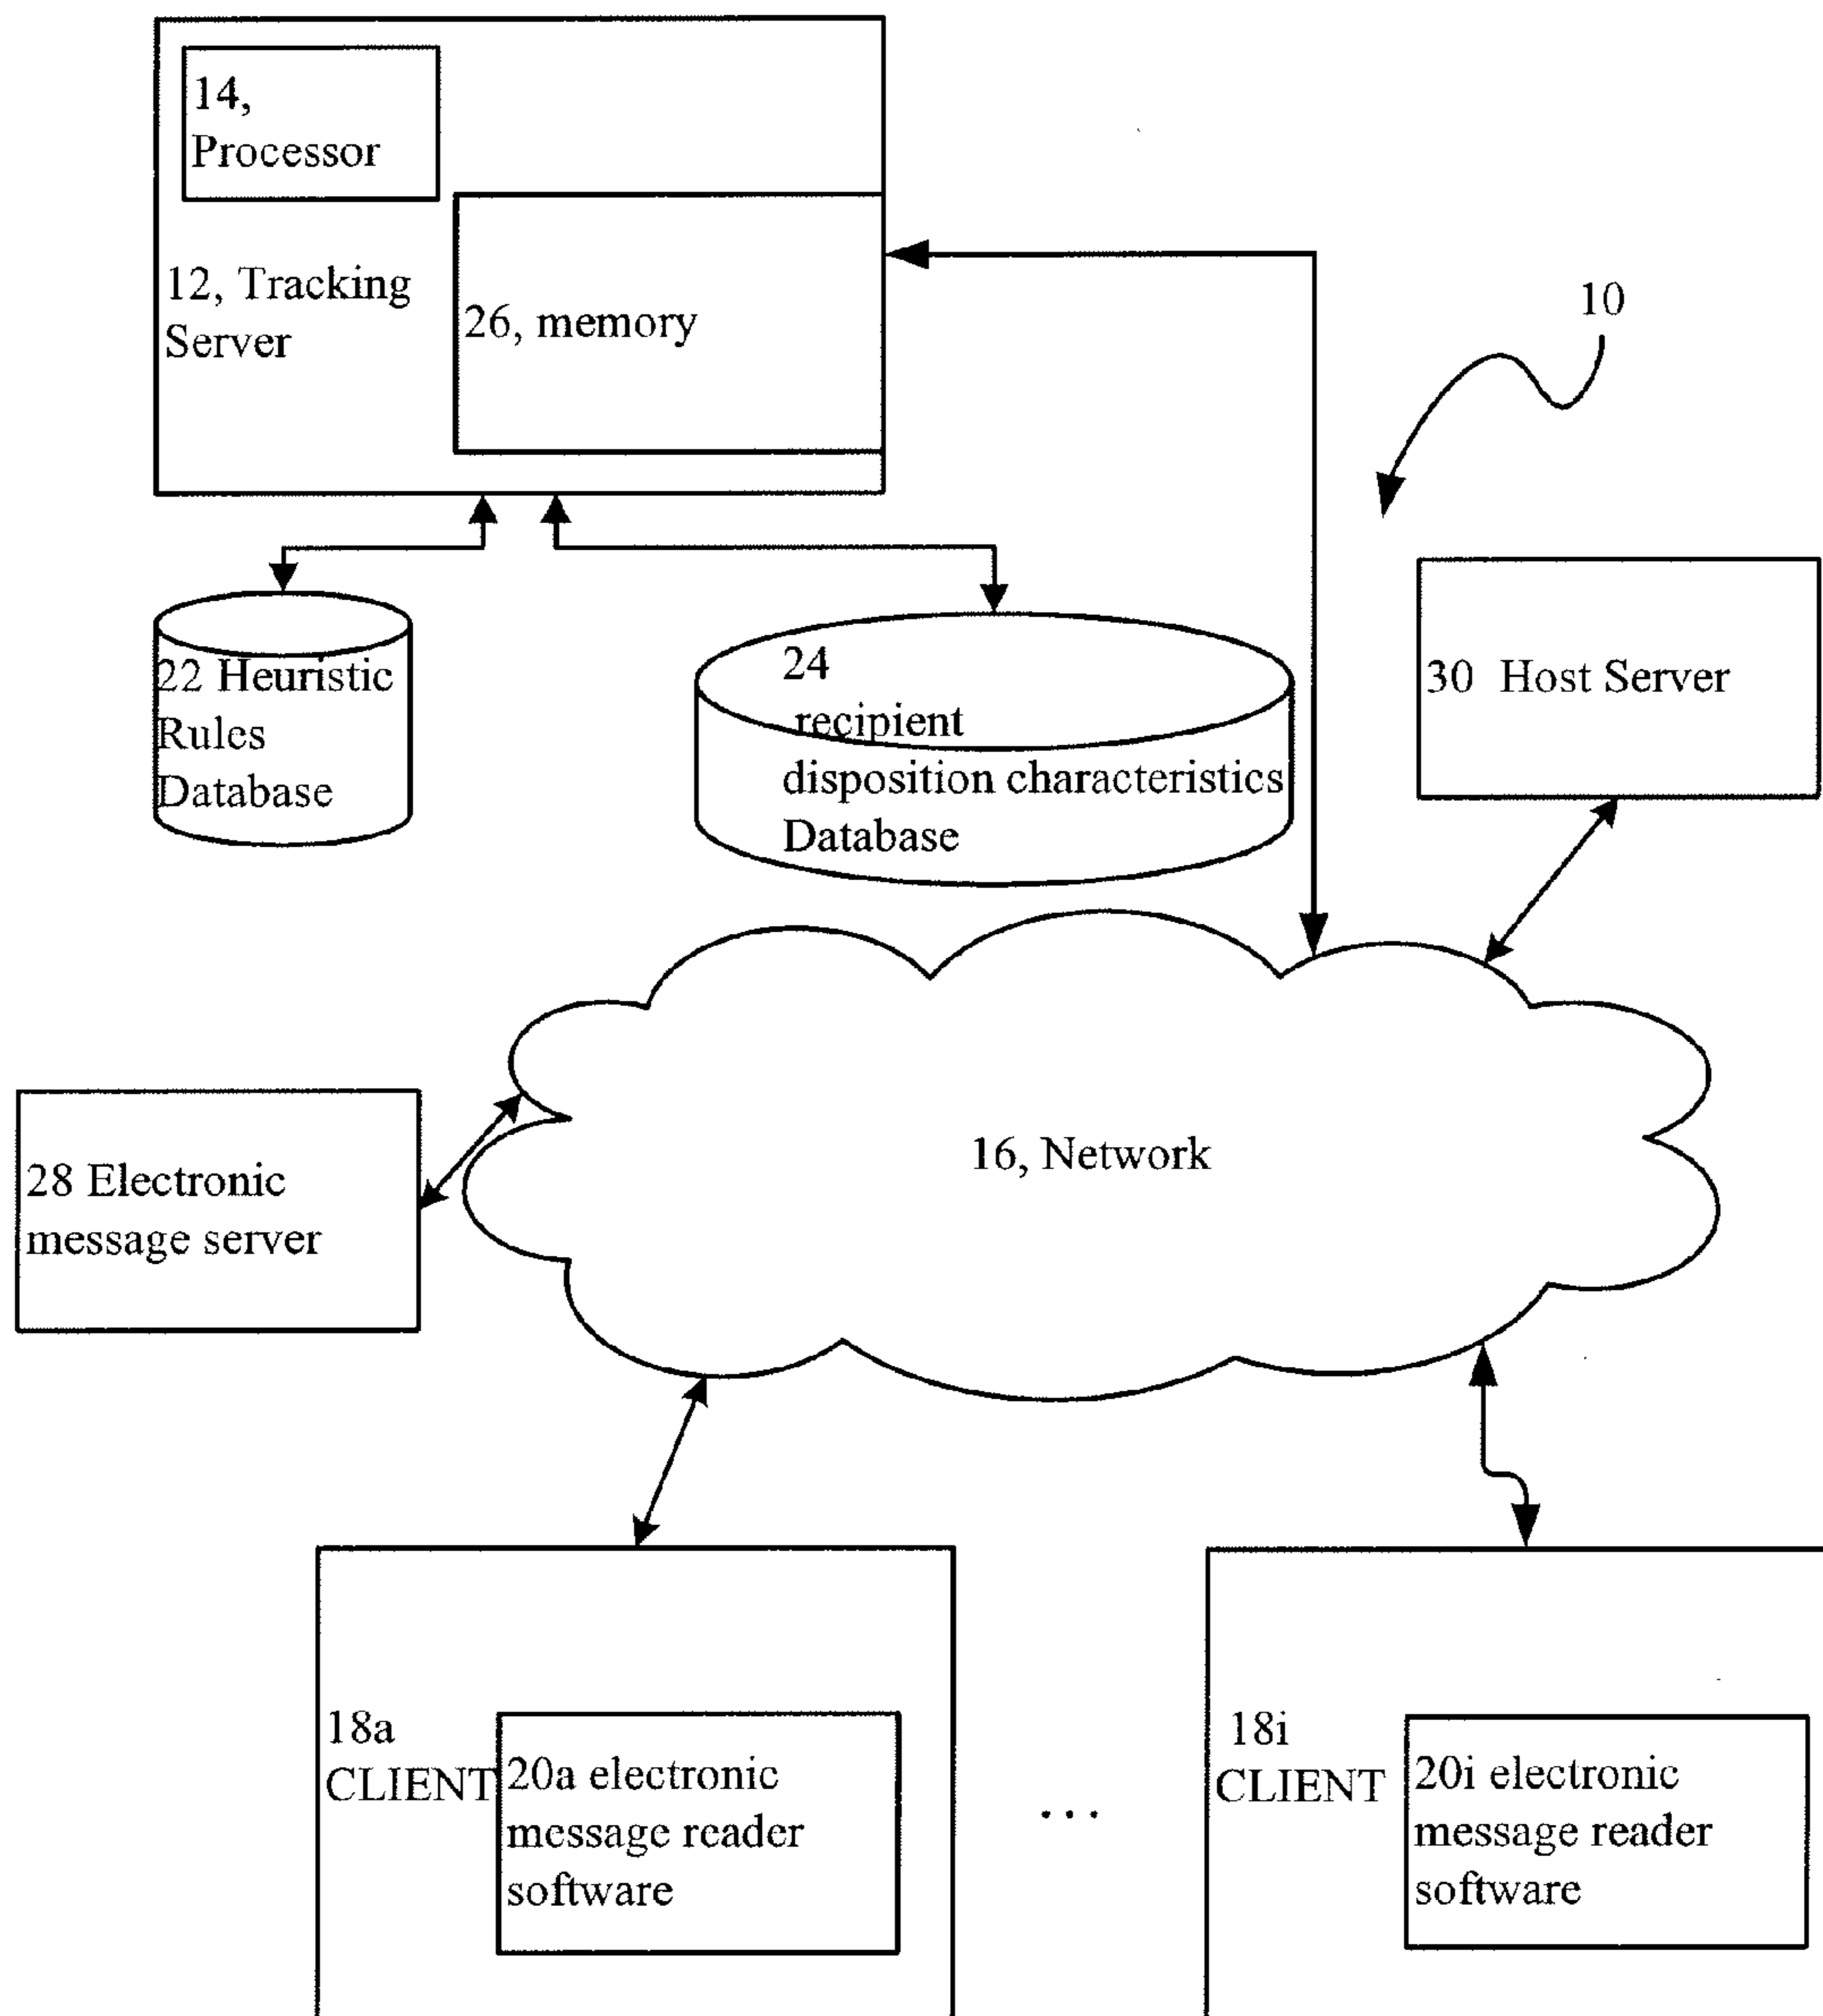 14,
Processor
12, Tracking
Server
26, memory
10
22 Heuristic
Rules
Database
24
recipient
disposition characteristics
Database
30 Host Server
28 Electronic
message server
16, Network
18a
CLIENT
20a electronic
message reader
software
...
18i
CLIENT
20i electronic
message reader
software